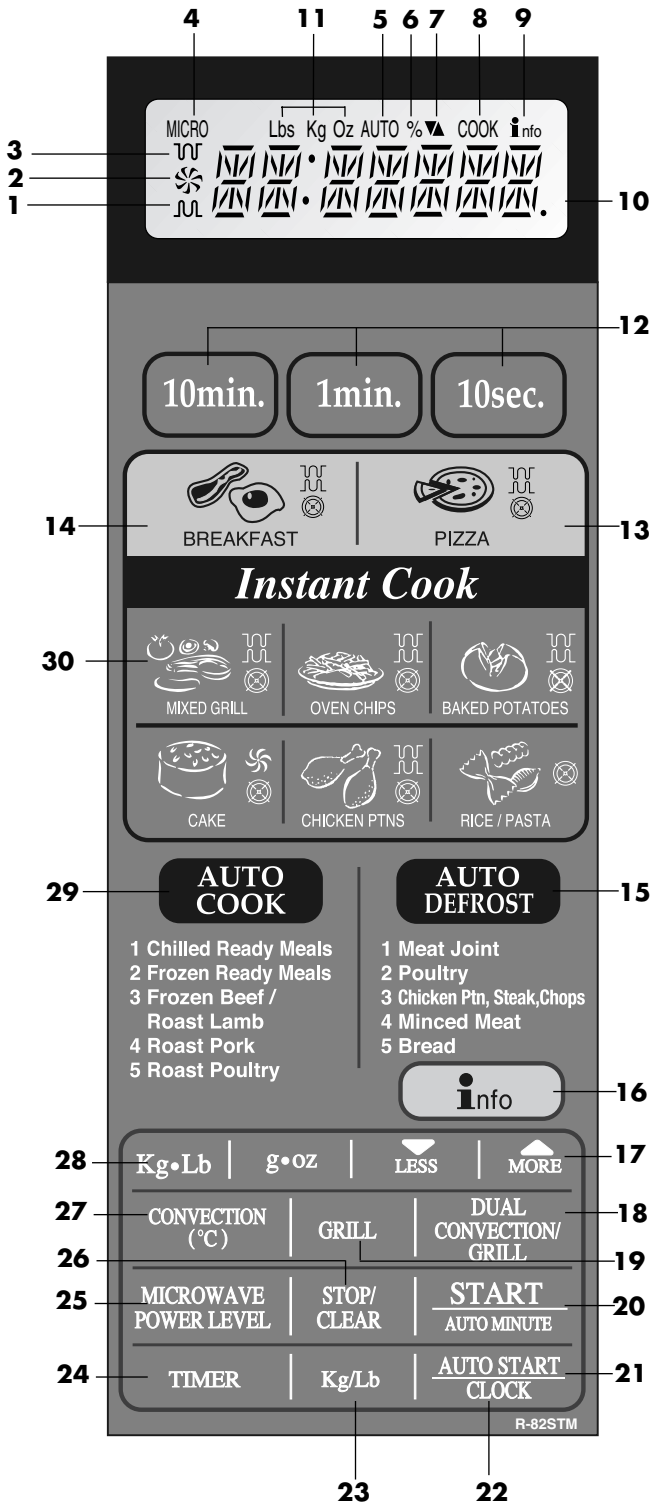 4 11 5 6 7 8 9
MICRO Lbs Kg Oz AUTO % COOK info
3
2
1 10
12
10min. 1min. 10sec.
14 BREAKFAST PIZZA 13
Instant Cook
30
MIXED GRILL OVEN CHIPS BAKED POTATOES
CAKE CHICKEN PTNS RICE / PASTA
29 AUTO COOK
AUTO DEFROST 15
1 Chilled Ready Meals
2 Frozen Ready Meals
3 Frozen Beef /
Roast Lamb
4 Roast Pork
5 Roast Poultry
1 Meat Joint
2 Poultry
3 Chicken Ptn, Steak,Chops
4 Minced Meat
5 Bread
info 16
28 Kg•Lb g•oz LESS MORE 17
27 CONVECTION
(°C)
GRILL
DUAL
CONVECTION/
GRILL
18
26 19
25 MICROWAVE
POWER LEVEL
STOP/
CLEAR
START
AUTO MINUTE
20
24 TIMER Kg/Lb AUTO START
CLOCK
21
R-82STM
23 22